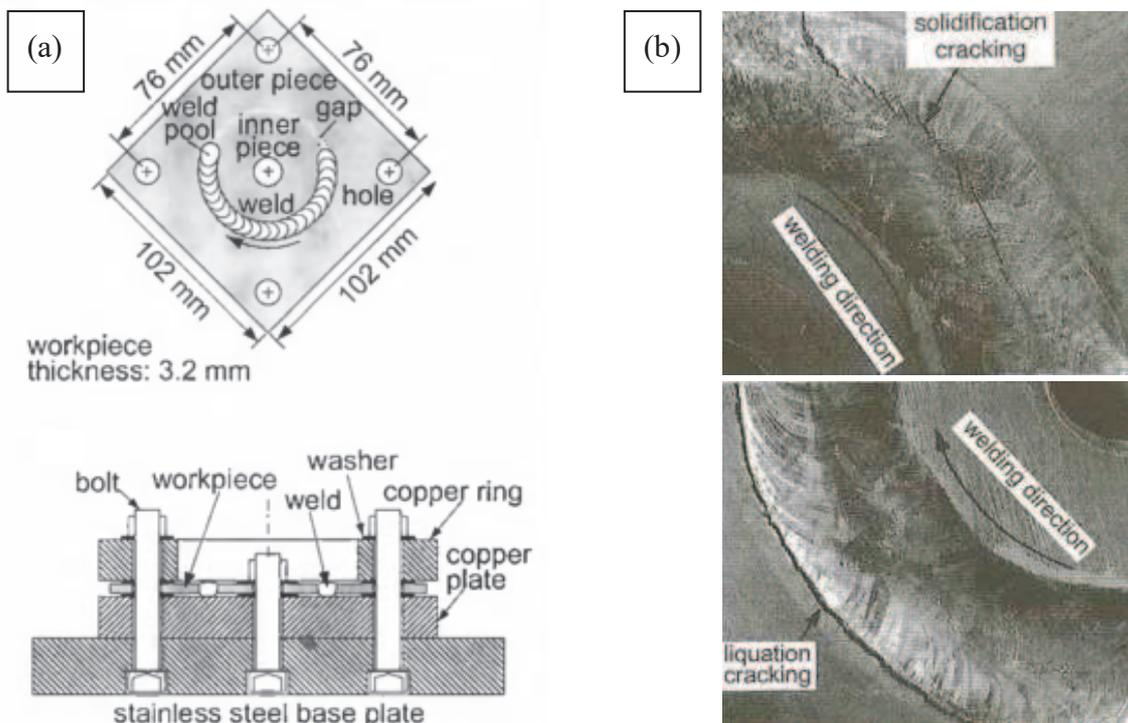 (a)
76 mm
76 mm
outer piece
weld
pool
inner
piece
gap
weld
hole
102 mm
102 mm
workpiece
thickness: 3.2 mm
bolt
workpiece
washer
weld
copper ring
copper
plate
stainless steel base plate
(b)
solidification
cracking
welding direction
welding direction
liquation
cracking